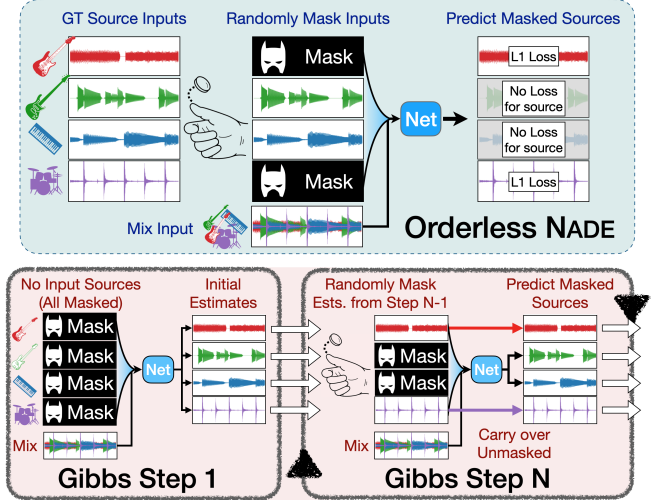 GT Source Inputs
Randomly Mask Inputs
Predict Masked Sources
Mask
L1 Loss
No Loss
for source
Net
No Loss
for source
Mask
L1 Loss
Mix Input
Orderless NADE
No Input Sources
(All Masked)
Initial
Estimates
Mask
Mask
Mask
Mask
Net
Mix
Gibbs Step 1
Randomly Mask
Ests. from Step N-1
Predict Masked
Sources
Mask
Mask
Net
Mix
Carry over
Unmasked
Gibbs Step N